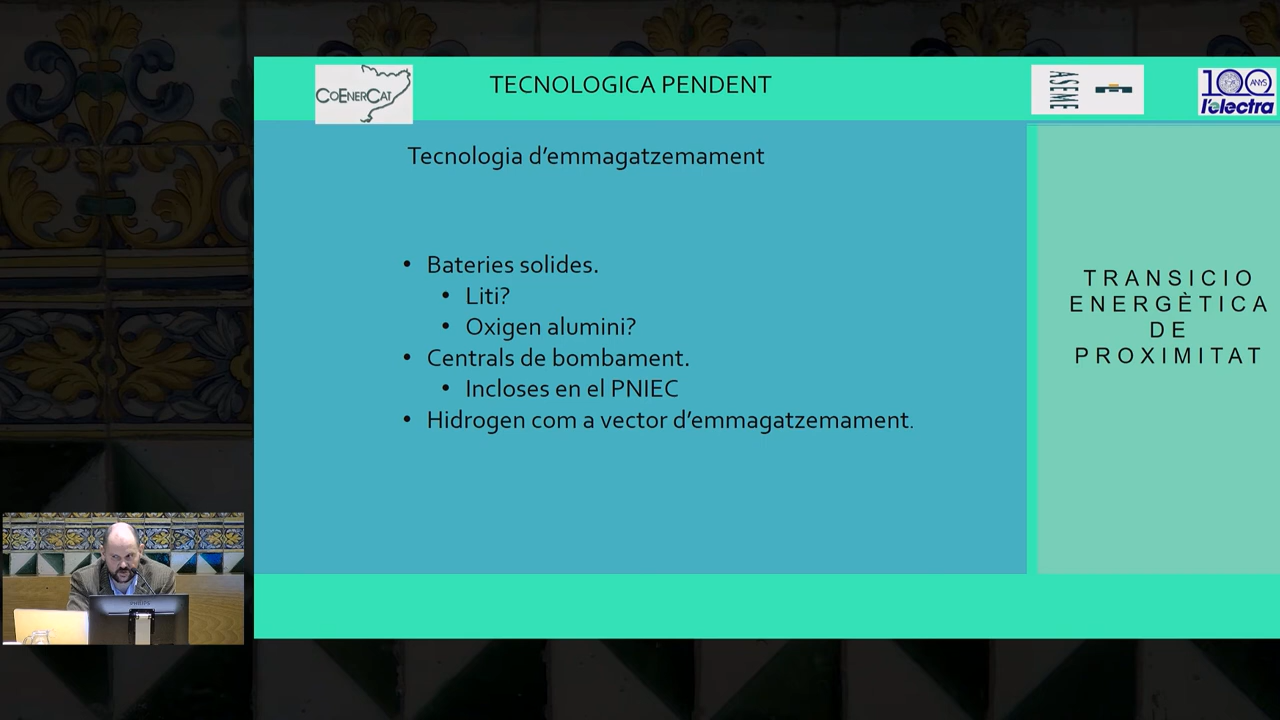 COENERCAT
TECNOLOGICA PENDENT
ASEME
100 ANYS
l'electra
Tecnologia d'emmagatzemament
• Bateries solides.
• Liti?
• Oxigen alumini?
• Centrals de bombament.
• Incloses en el PNIEC
• Hidrogen com a vector d'emmagatzemament.
TRANSICIO
ENERGÈTICA
DE
PROXIMITAT
PHILIPS